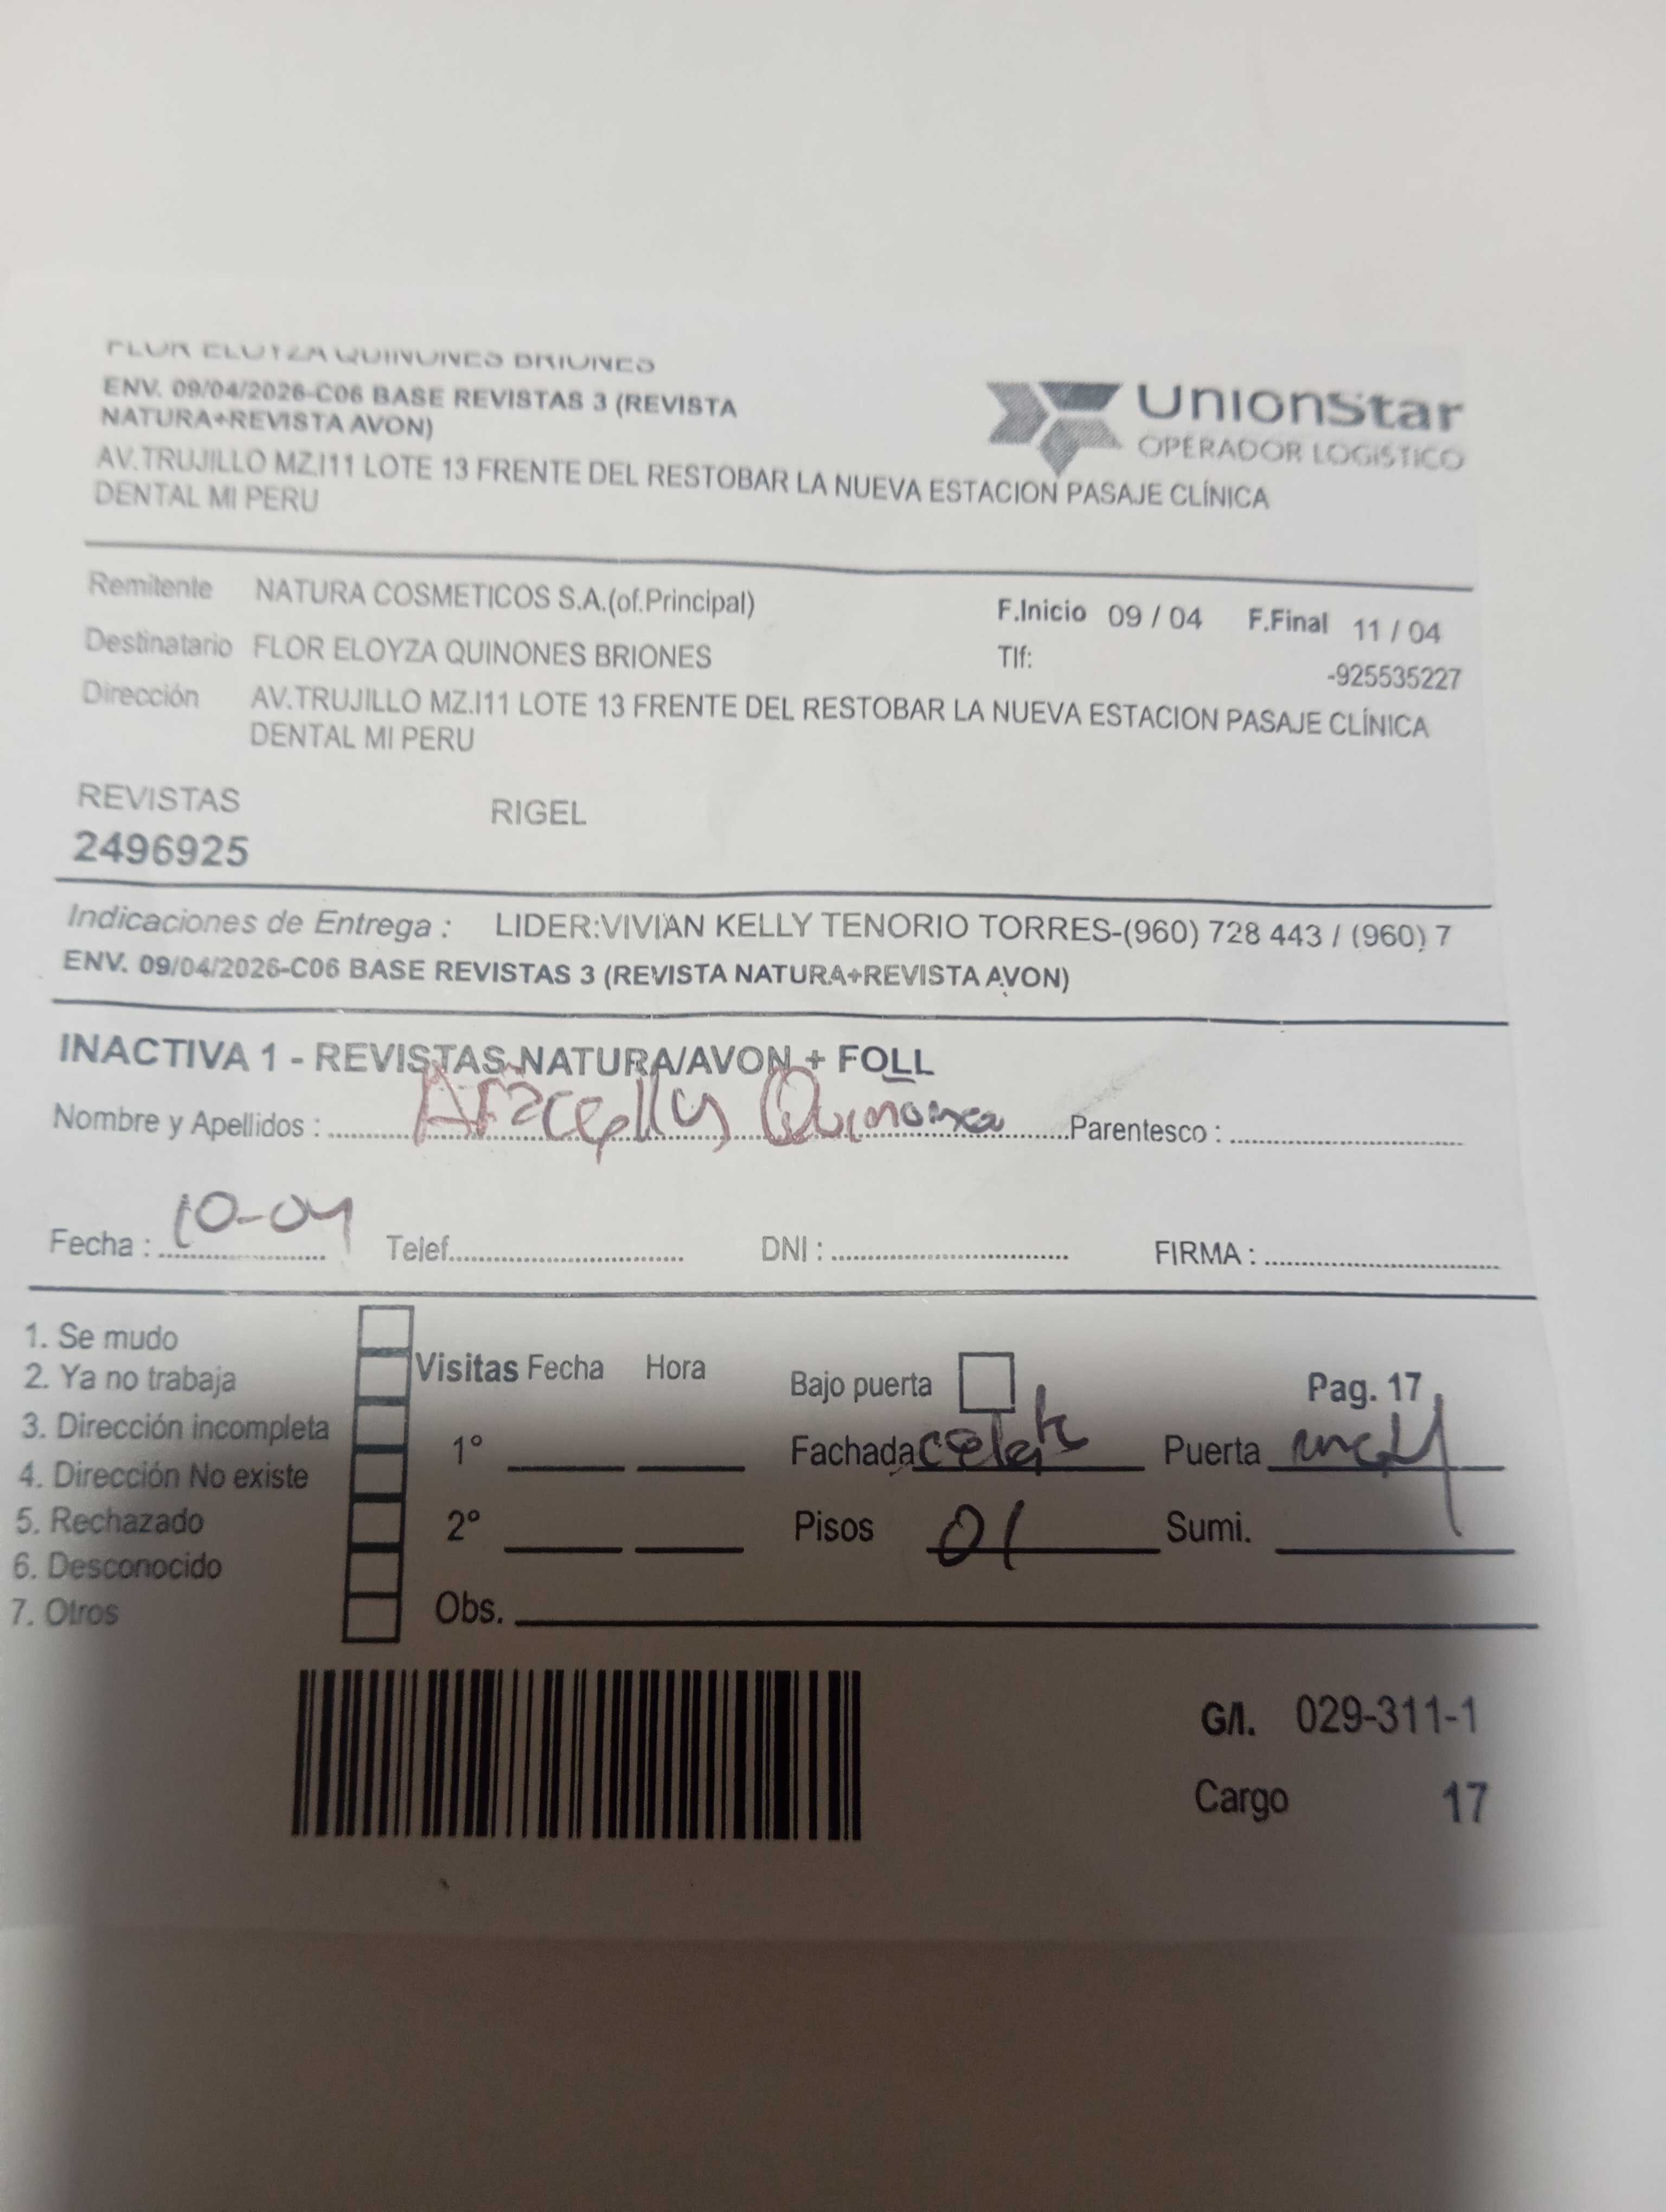 FLOR ELOYZA QUINONES BRIONES
ENV. 09/04/2026-C06 BASE REVISTAS 3 (REVISTA
NATURA+REVISTA AVON)
UnionStar
OPERADOR LOGISTICO
AV.TRUJILLO MZ.I11 LOTE 13 FRENTE DEL RESTOBAR LA NUEVA ESTACION PASAJE CLÍNICA
DENTAL MI PERU
Remitente NATURA COSMETICOS S.A.(of.Principal) F.Inicio 09 / 04 F.Final 11 / 04
Destinatario FLOR ELOYZA QUINONES BRIONES Tlf: -925535227
Dirección AV.TRUJILLO MZ.I11 LOTE 13 FRENTE DEL RESTOBAR LA NUEVA ESTACION PASAJE CLÍNICA
DENTAL MI PERU
REVISTAS RIGEL
2496925
Indicaciones de Entrega : LIDER:VIVIAN KELLY TENORIO TORRES-(960) 728 443 / (960) 7
ENV. 09/04/2026-C06 BASE REVISTAS 3 (REVISTA NATURA+REVISTA AVON)
INACTIVA 1 - REVISTAS NATURA/AVON + FOLL
Nombre y Apellidos : Aracelly Parentesco :
Fecha : 10-04 Telef. DNI : FIRMA :
1. Se mudo
2. Ya no trabaja
3. Dirección incompleta
4. Dirección No existe
5. Rechazado
6. Desconocido
7. Otros
Visitas Fecha Hora
1°
2°
Obs.
Bajo puerta Pag. 17
Fachada Puerta
Pisos 01 Sumi.
G/I. 029-311-1
Cargo 17